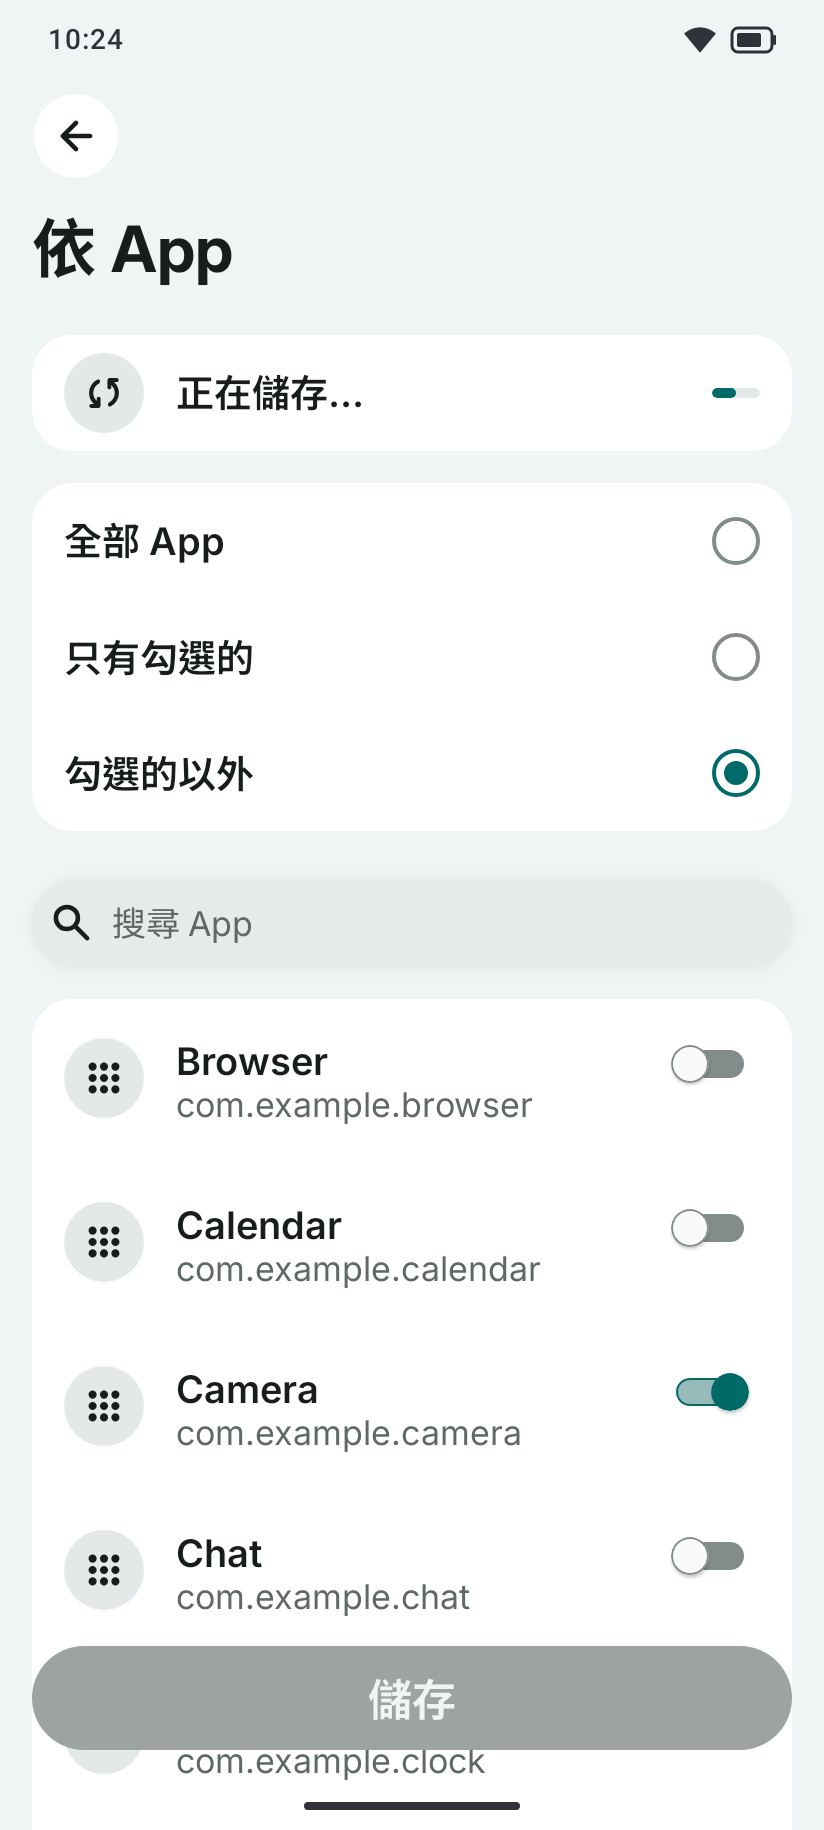 10:24
依 App
正在儲存...
全部 App
只有勾選的
勾選的以外
搜尋 App
Browser
com.example.browser
Calendar
com.example.calendar
Camera
com.example.camera
Chat
com.example.chat
儲存
com.example.clock